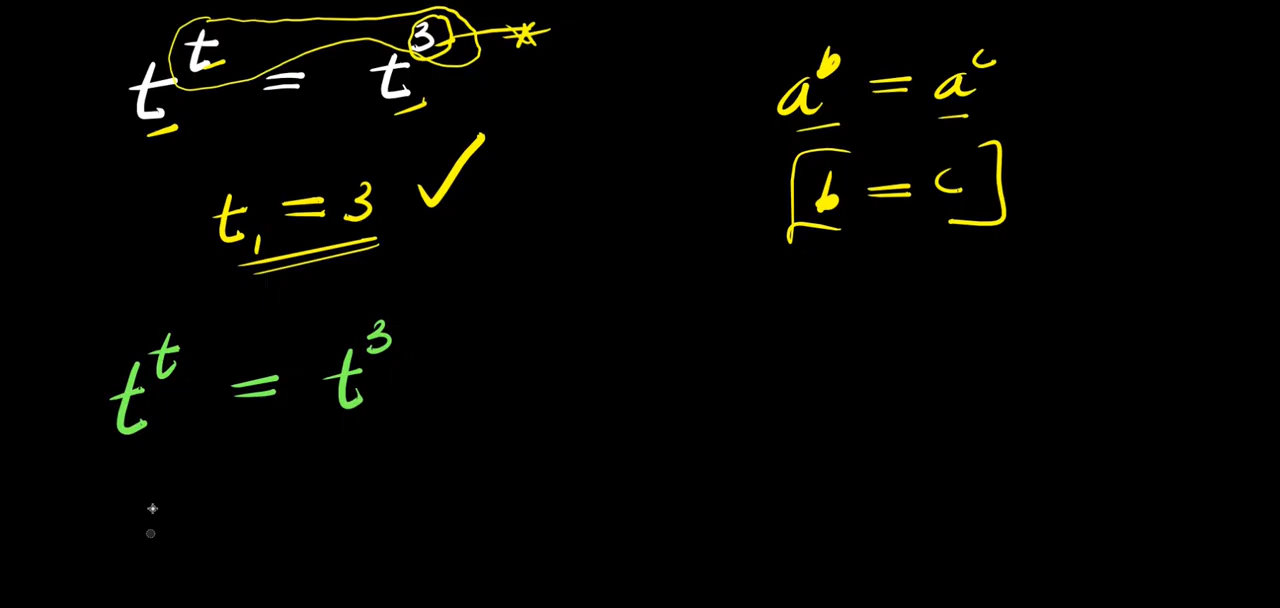 t^t = t^3
a^b = a^c
[b = c]
t₁ = 3 ✓
t^t = t^3